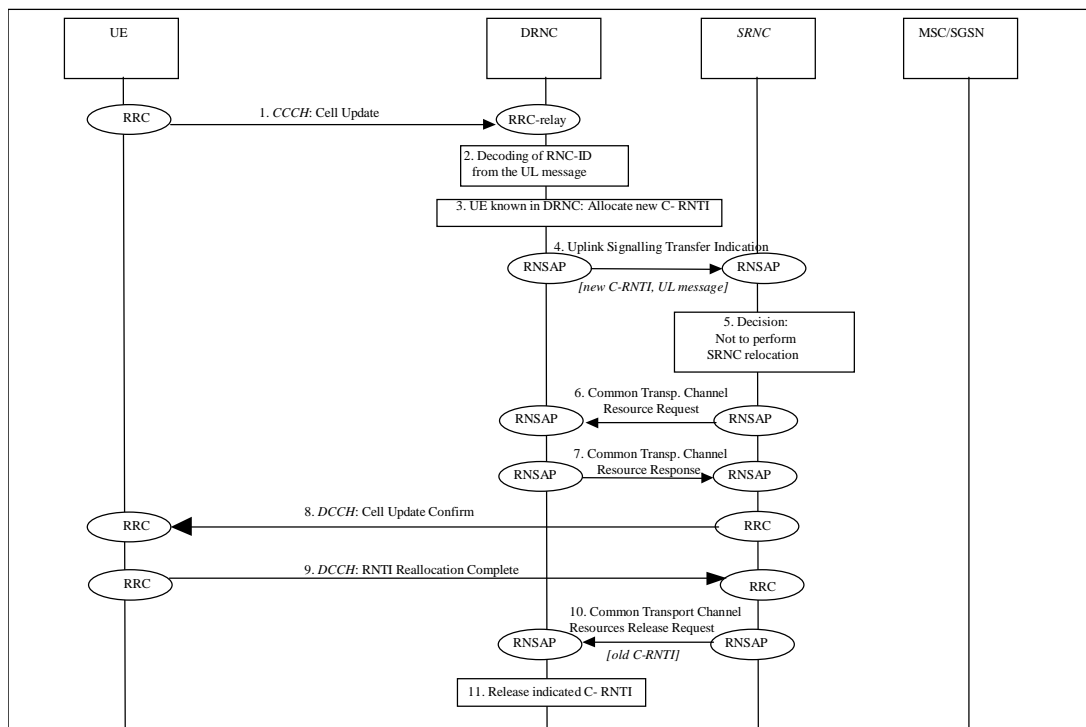 UE
DRNC
SRNC
MSC/SGSN
RRC
1. CCCH: Cell Update
RRC-relay
2. Decoding of RNC-ID
from the UL message
3. UE known in DRNC: Allocate new C- RNTI
4. Uplink Signalling Transfer Indication
RNSAP
RNSAP
[new C-RNTI, UL message]
5. Decision:
Not to perform
SRNC relocation
6. Common Transp. Channel
Resource Request
RNSAP
RNSAP
7. Common Transp. Channel
Resource Response
RNSAP
RNSAP
8. DCCH: Cell Update Confirm
RRC
RRC
9. DCCH: RNTI Reallocation Complete
RRC
RRC
10. Common Transport Channel
Resources Release Request
RNSAP
RNSAP
[old C-RNTI]
11. Release indicated C- RNTI